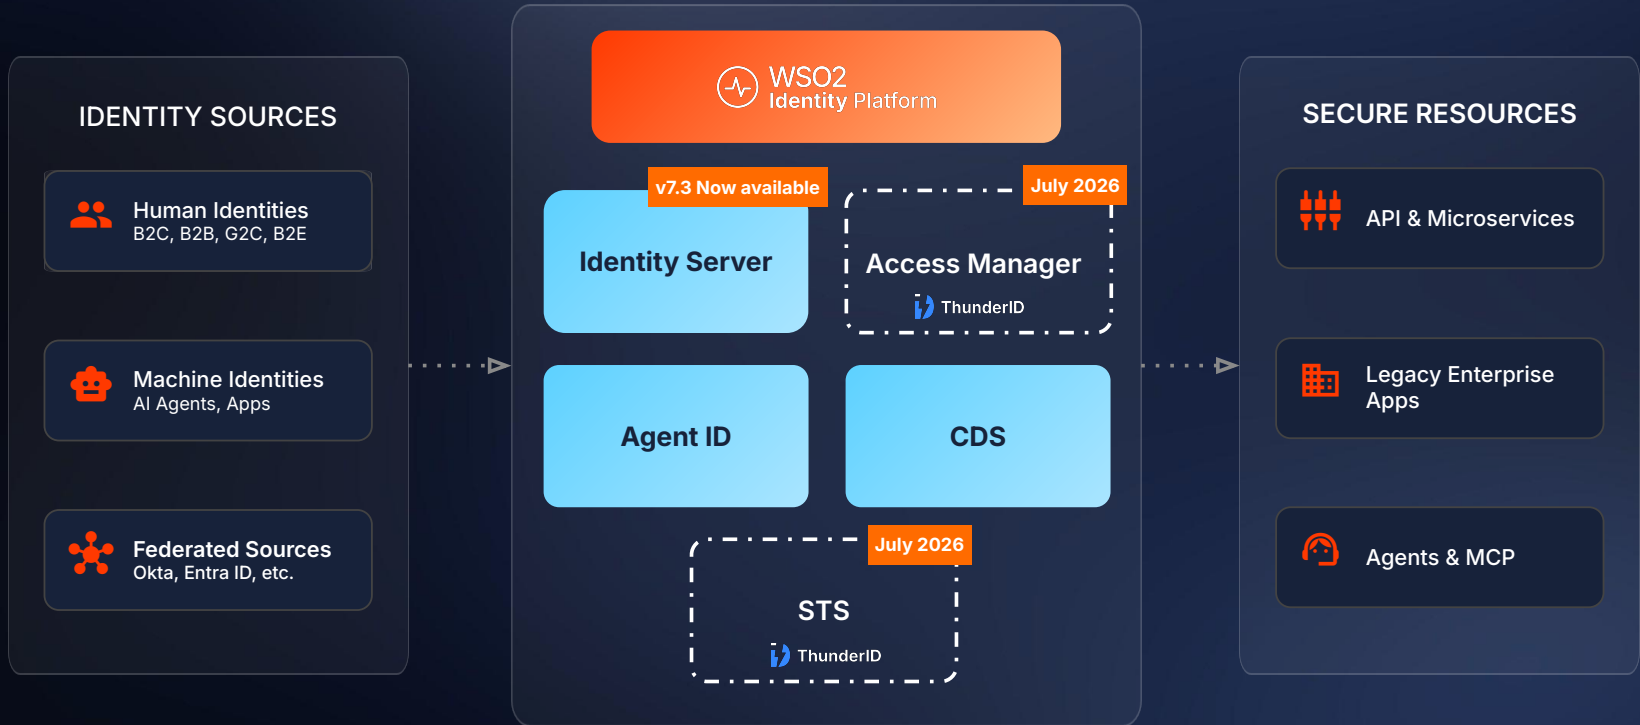 IDENTITY SOURCES
Human Identities
B2C, B2B, G2C, B2E
Machine Identities
AI Agents, Apps
Federated Sources
Okta, Entra ID, etc.
WSO2
Identity Platform
v7.3 Now available
Identity Server
July 2026
Access Manager
ThunderID
Agent ID
CDS
July 2026
STS
ThunderID
SECURE RESOURCES
API & Microservices
Legacy Enterprise
Apps
Agents & MCP